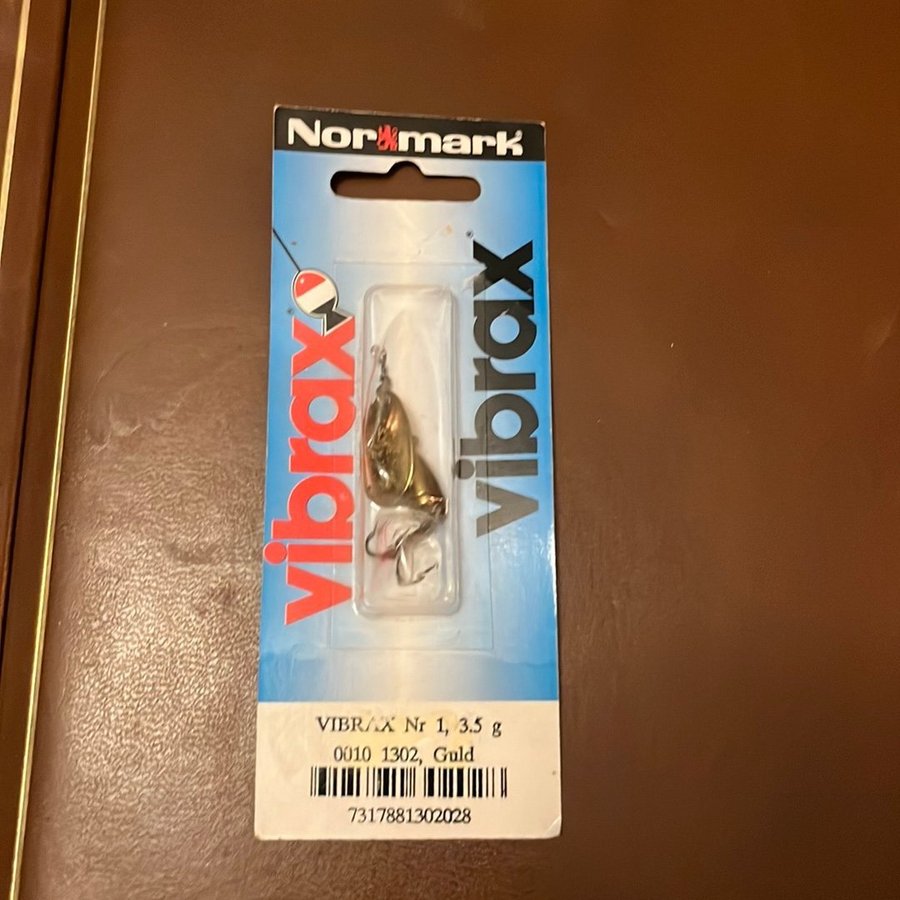 Normark
vibrax
vibrax
VIBRAX Nr 1, 3.5 g
0010 1302, Guld
7317881302028